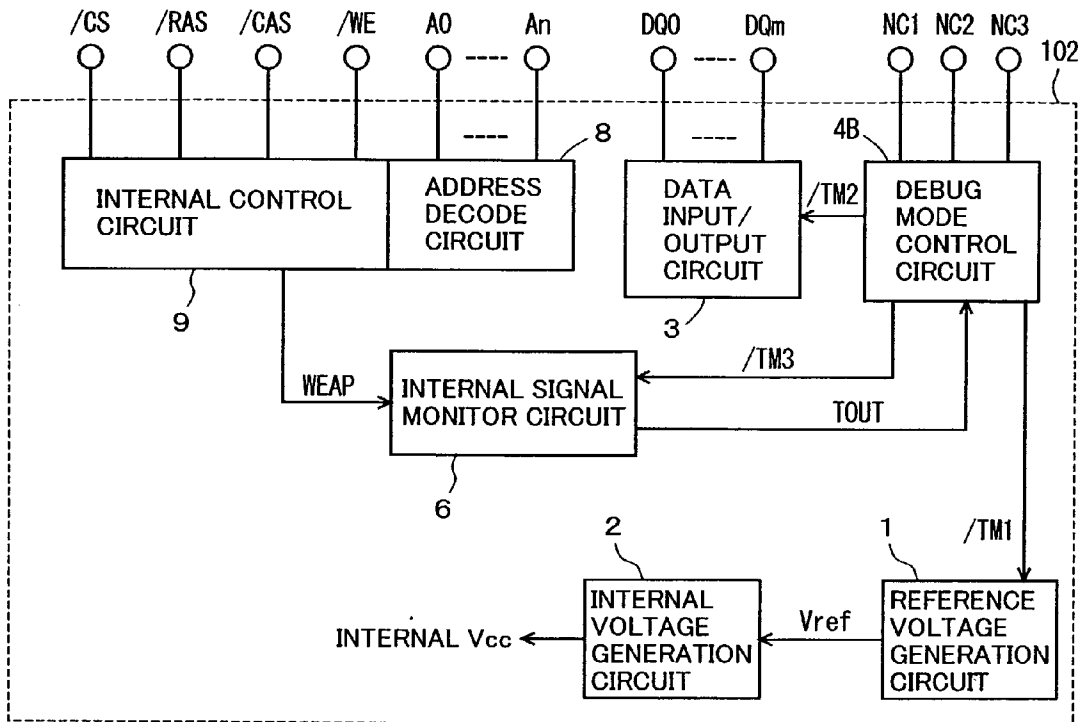 /CS /RAS /CAS /WE A0 ---- An DQ0 ---- DQm NC1 NC2 NC3
102
---- 8 ---- 4B
INTERNAL CONTROL
CIRCUIT
ADDRESS
DECODE
CIRCUIT
DATA
INPUT/
OUTPUT
CIRCUIT
/TM2
DEBUG
MODE
CONTROL
CIRCUIT
9
3
WEAP
INTERNAL SIGNAL
MONITOR CIRCUIT
/TM3
TOUT
6
/TM1
2
1
INTERNAL Vcc
INTERNAL
VOLTAGE
GENERATION
CIRCUIT
Vref
REFERENCE
VOLTAGE
GENERATION
CIRCUIT